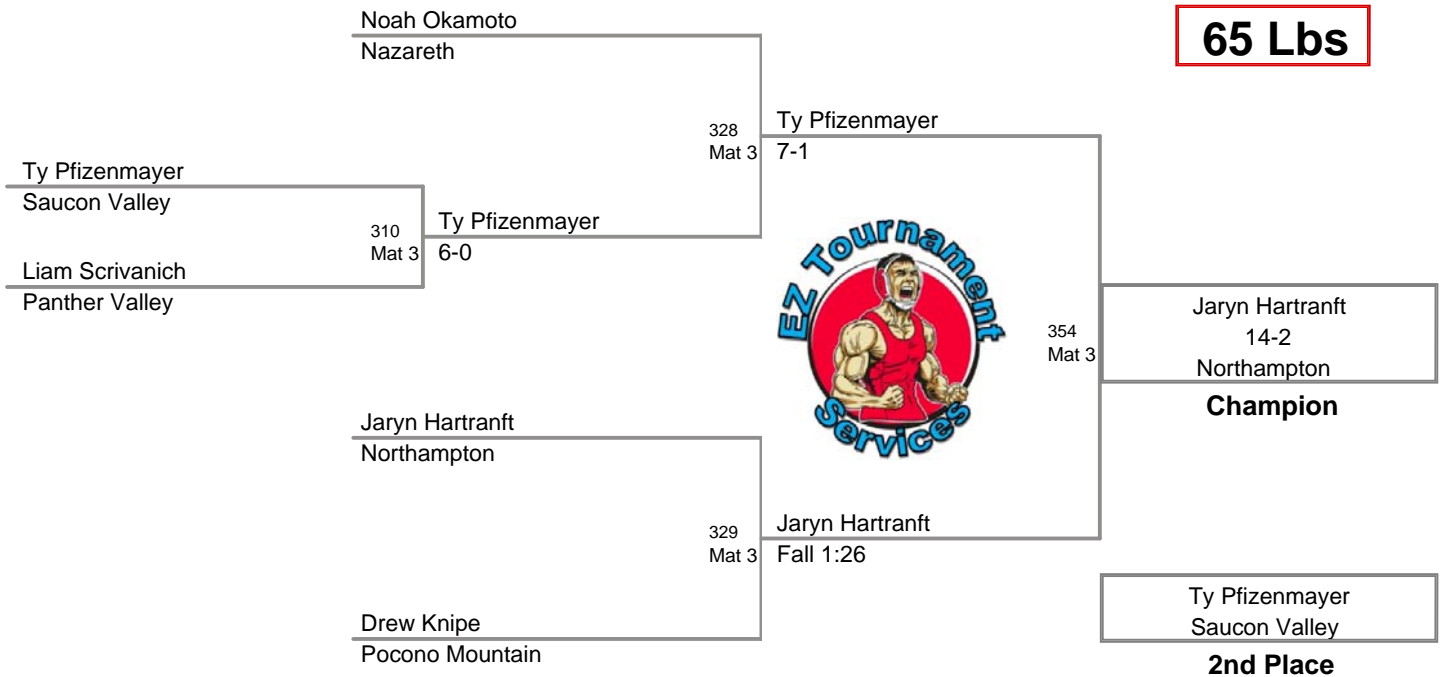 Noah Okamoto
Nazareth
65 Lbs
328
Mat 3
Ty Pfizenmayer
7-1
Ty Pfizenmayer
Saucon Valley
310
Mat 3
Ty Pfizenmayer
6-0
Liam Scrivanich
Panther Valley
EZ Tournament
Services
354
Mat 3
Jaryn Hartranft
14-2
Northampton
Champion
Jaryn Hartranft
Northampton
329
Mat 3
Jaryn Hartranft
Fall 1:26
Drew Knipe
Pocono Mountain
Ty Pfizenmayer
Saucon Valley
2nd Place